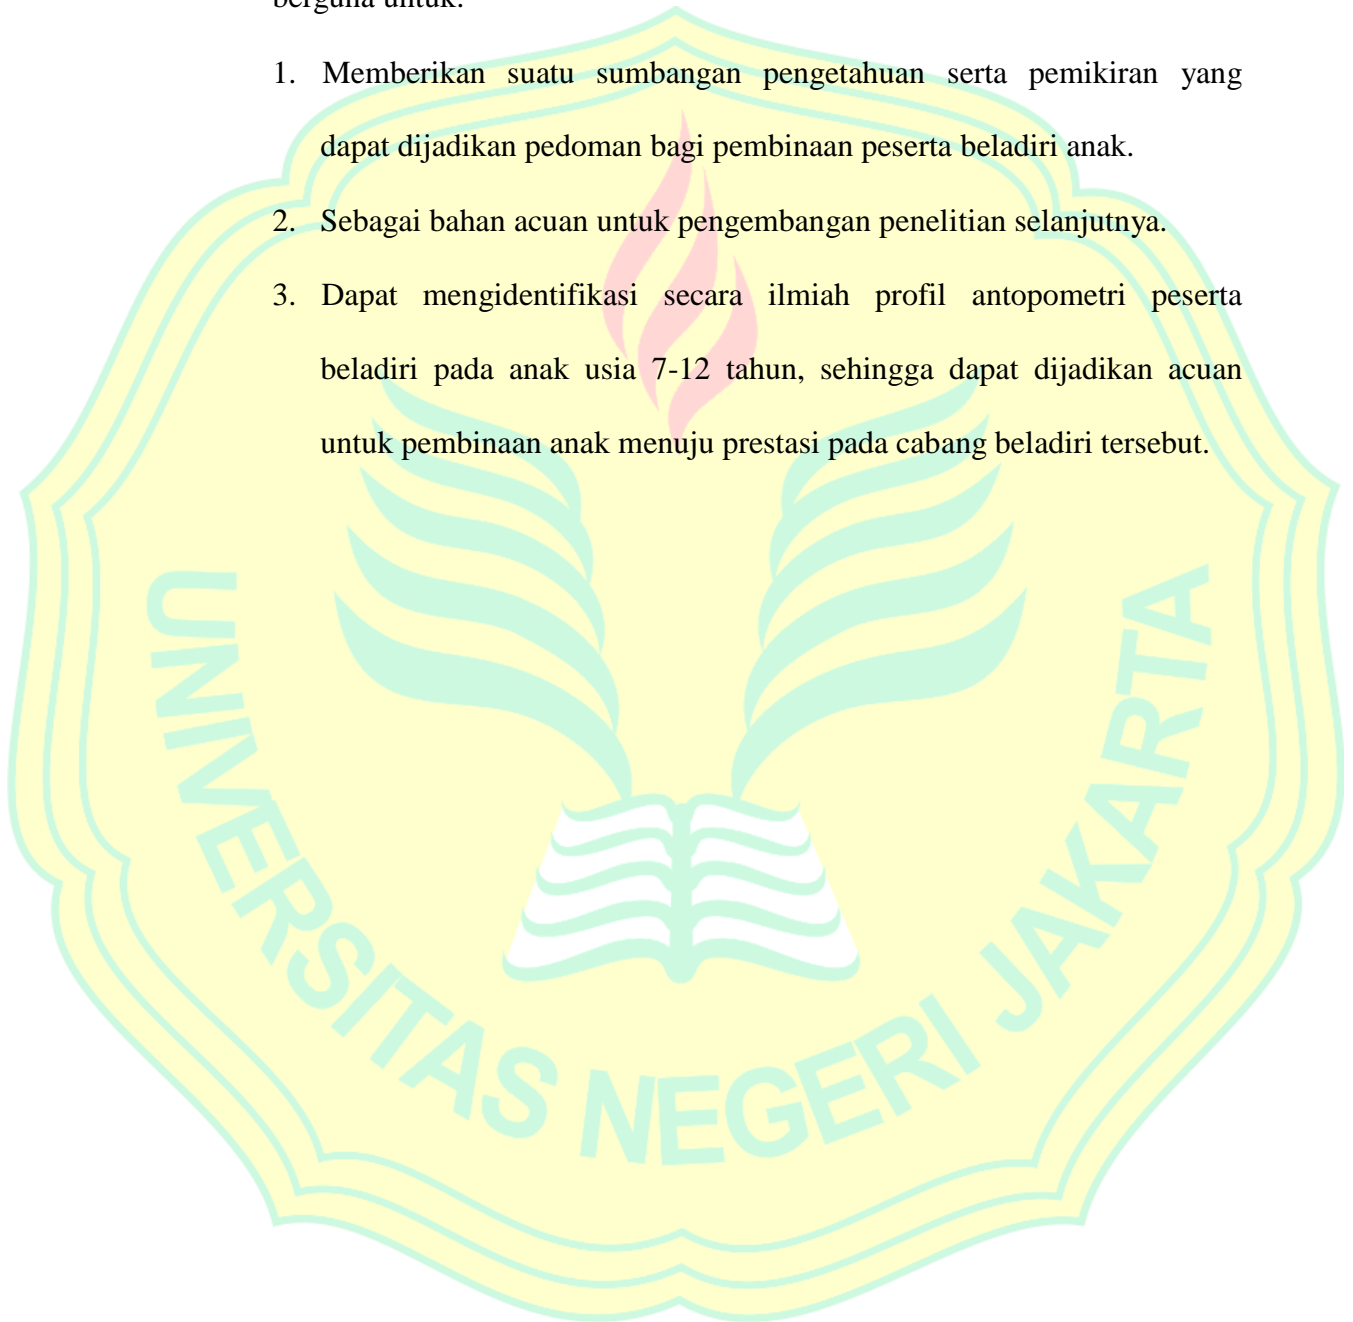 berguna untuk:
1. Memberikan suatu sumbangan pengetahuan serta pemikiran yang
dapat dijadikan pedoman bagi pembinaan peserta beladiri anak.
2. Sebagai bahan acuan untuk pengembangan penelitian selanjutnya.
3. Dapat mengidentifikasi secara ilmiah profil antopometri peserta
beladiri pada anak usia 7-12 tahun, sehingga dapat dijadikan acuan
untuk pembinaan anak menuju prestasi pada cabang beladiri tersebut.
UNIVERSITAS NEGERI JAKARTA